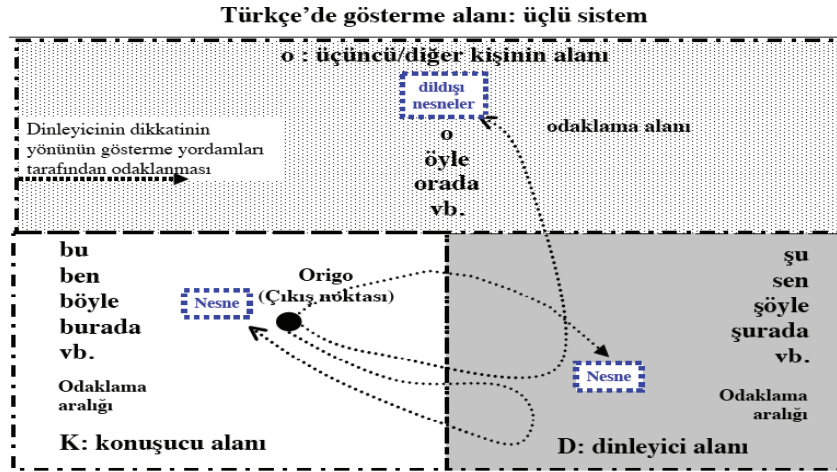 Türkçe’de gösterme alanı: üçlü sistem
o : üçüncü/diğer kişinin alanı
dildışı
nesneler
odaklama alanı
Dinleyicinin dikkatinin
yönünün gösterme yordamları
tarafından odaklanması
o
öyle
orada
vb.
bu
ben
böyle
burada
vb.
Nesne
Origo
(Çıkış noktası)
Odaklama
aralığı
K: konuşucu alanı
şu
sen
şöyle
şurada
vb.
Nesne
Odaklama
aralığı
D: dinleyici alanı